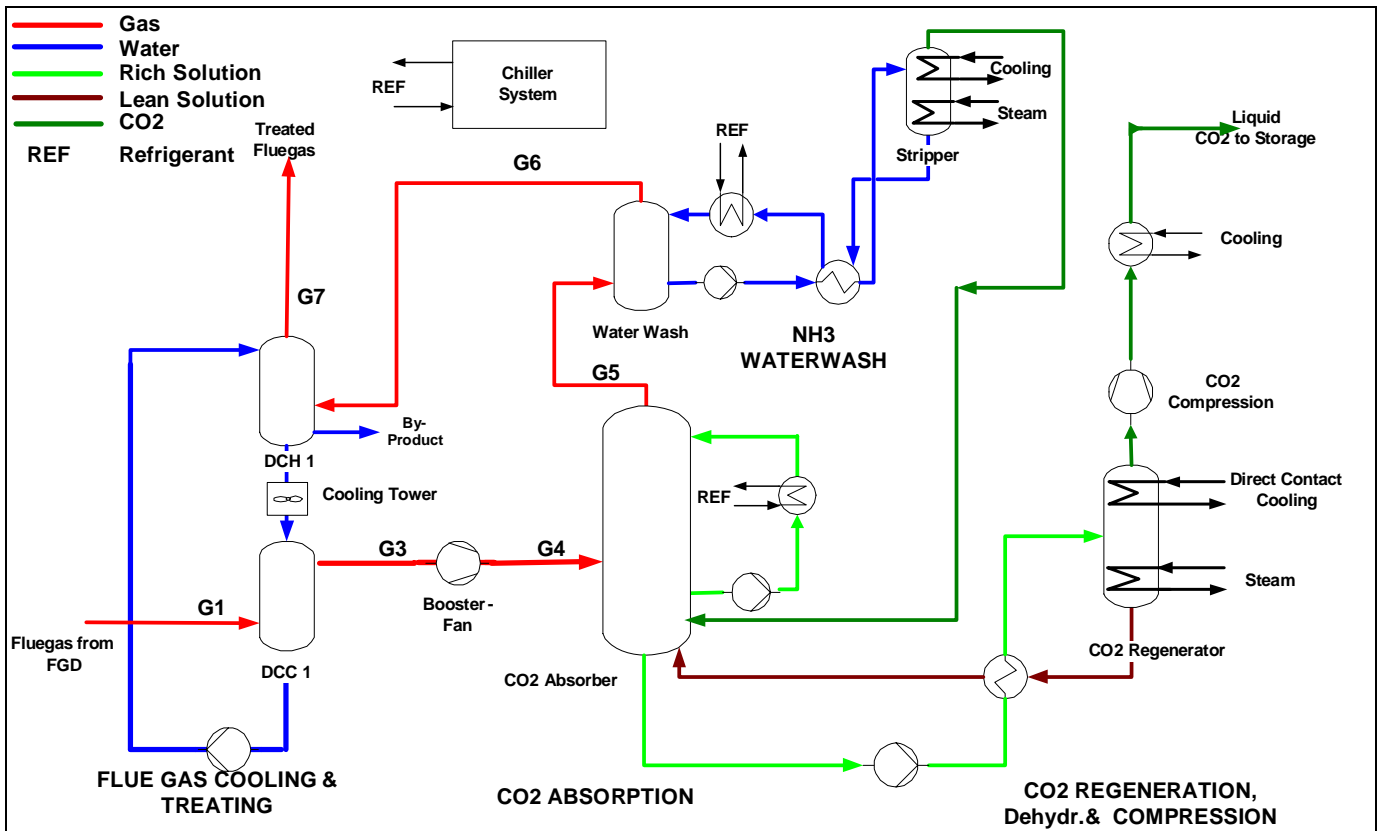 Gas
Water
Rich Solution
Lean Solution
CO2
REF Refrigerant
REF
Chiller
System
Treated
Fluegas
G6
REF
Cooling
Steam
Stripper
Liquid
CO2 to Storage
Cooling
G7
Water Wash
NH3
WATERWASH
G5
CO2
Compression
By-
Product
DCH 1
Cooling Tower
REF
Direct Contact
Cooling
G3
G4
Booster-
Fan
Steam
G1
Fluegas from
FGD
DCC 1
CO2 Absorber
CO2 Regenerator
FLUE GAS COOLING &
TREATING
CO2 ABSORPTION
CO2 REGENERATION,
Dehydr.& COMPRESSION